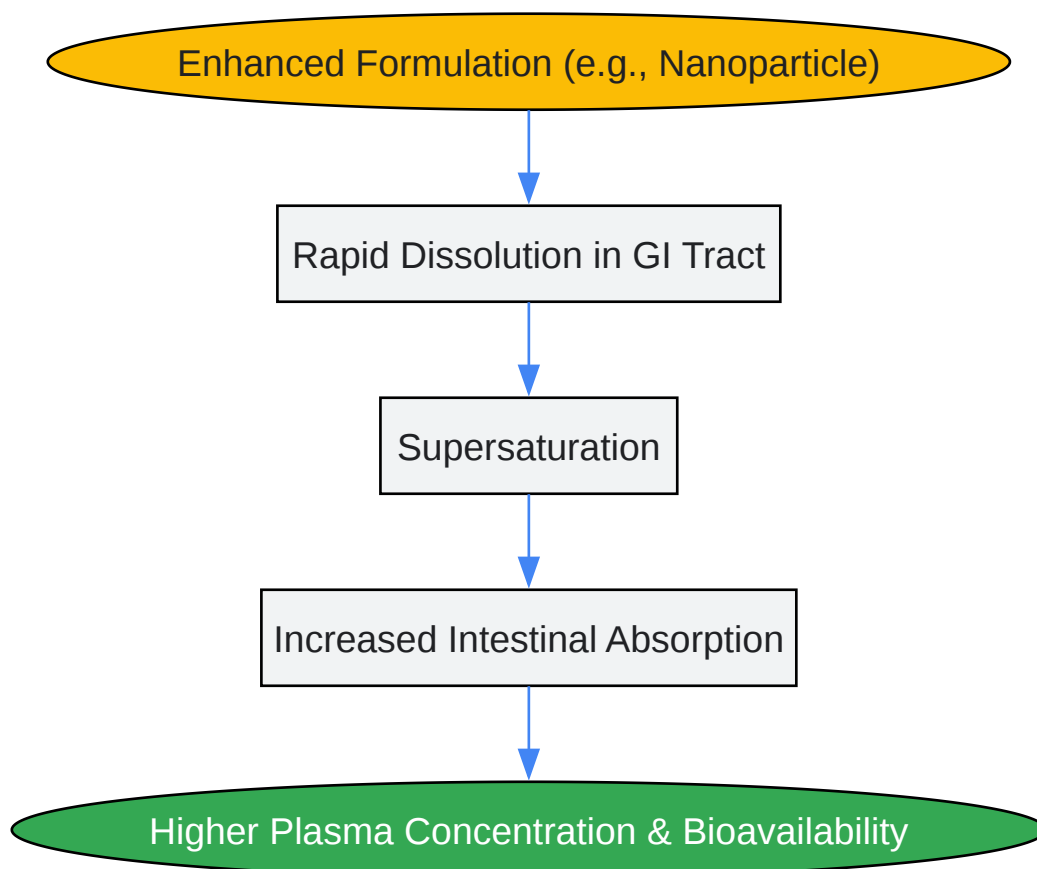 Enhanced Formulation (e.g., Nanoparticle)
Rapid Dissolution in GI Tract
Supersaturation
Increased Intestinal Absorption
Higher Plasma Concentration & Bioavailability